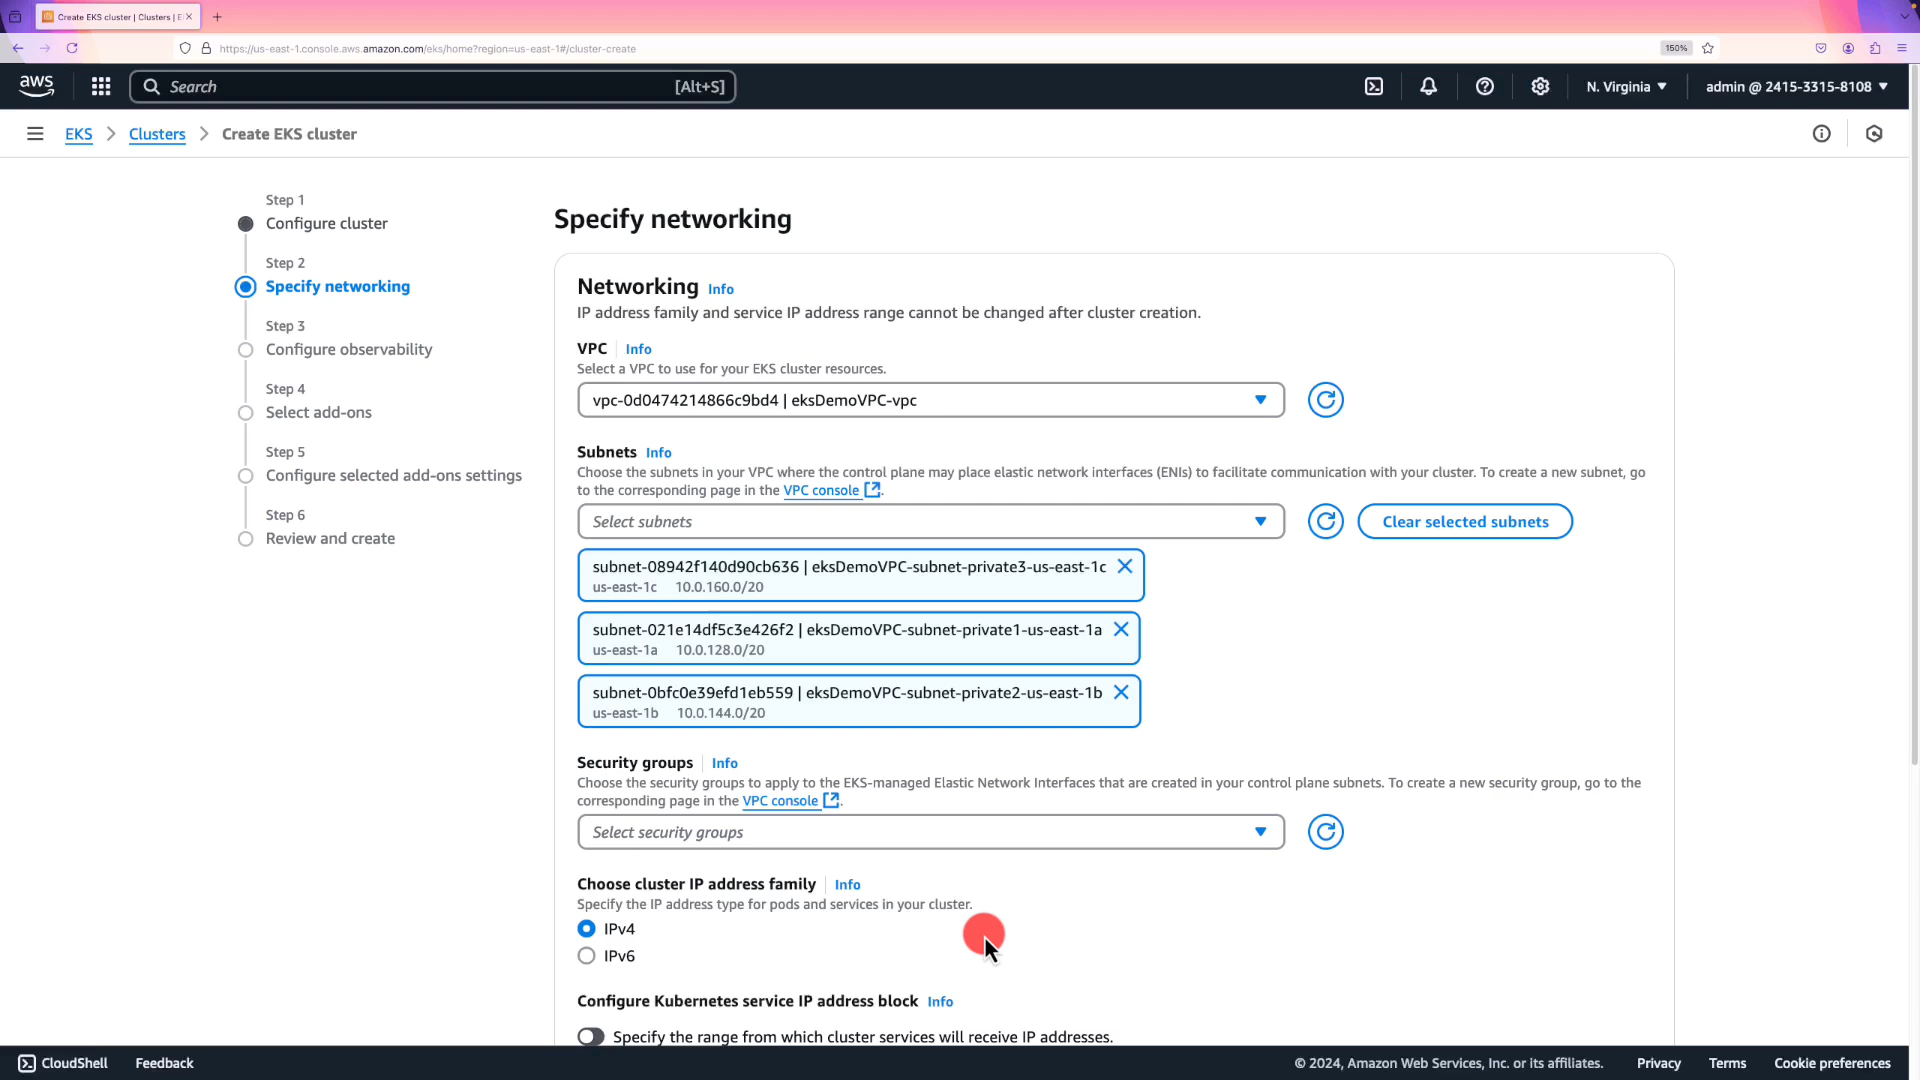 Create EKS cluster | Clusters | E
https://us-east-1.console.aws.amazon.com/eks/home?region=us-east-1#/cluster-create
150%
aws
Search
[Alt+S]
N. Virginia
admin @ 2415-3315-8108
EKS
Clusters
Create EKS cluster
Step 1
Configure cluster
Step 2
Specify networking
Step 3
Configure observability
Step 4
Select add-ons
Step 5
Configure selected add-ons settings
Step 6
Review and create
Specify networking
Networking Info
IP address family and service IP address range cannot be changed after cluster creation.
VPC Info
Select a VPC to use for your EKS cluster resources.
vpc-0d0474214866c9bd4 | eksDemoVPC-vpc
Subnets Info
Choose the subnets in your VPC where the control plane may place elastic network interfaces (ENIs) to facilitate communication with your cluster. To create a new subnet, go
to the corresponding page in the VPC console.
Select subnets
Clear selected subnets
subnet-08942f140d90cb636 | eksDemoVPC-subnet-private3-us-east-1c
us-east-1c 10.0.160.0/20
subnet-021e14df5c3e426f2 | eksDemoVPC-subnet-private1-us-east-1a
us-east-1a 10.0.128.0/20
subnet-0bfc0e39efd1eb559 | eksDemoVPC-subnet-private2-us-east-1b
us-east-1b 10.0.144.0/20
Security groups Info
Choose the security groups to apply to the EKS-managed Elastic Network Interfaces that are created in your control plane subnets. To create a new security group, go to the
corresponding page in the VPC console.
Select security groups
Choose cluster IP address family Info
Specify the IP address type for pods and services in your cluster.
IPv4
IPv6
Configure Kubernetes service IP address block Info
Specify the range from which cluster services will receive IP addresses.
CloudShell
Feedback
© 2024, Amazon Web Services, Inc. or its affiliates.
Privacy
Terms
Cookie preferences